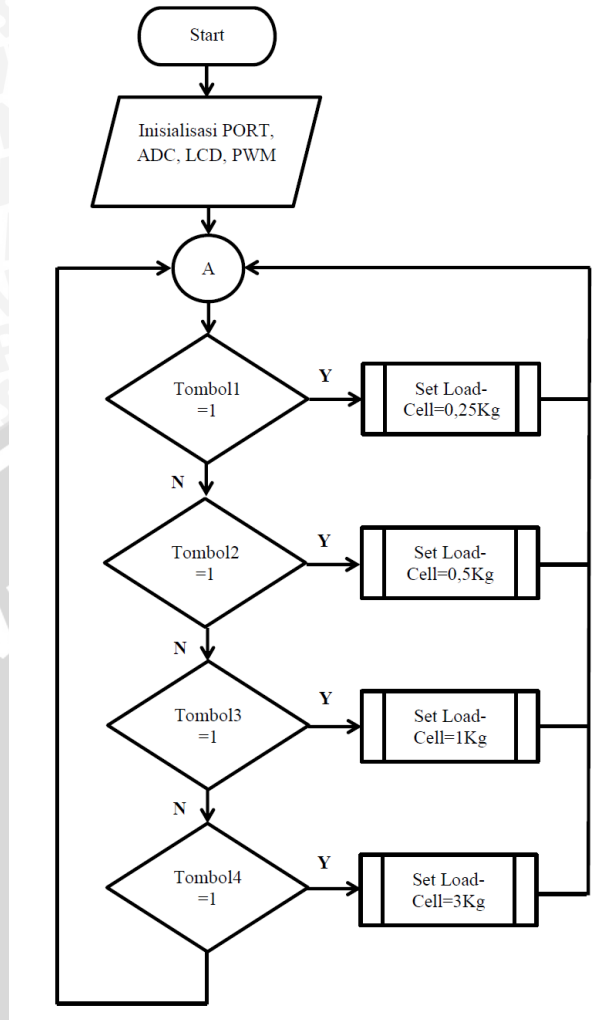 Start
Inisialisasi PORT,
ADC, LCD, PWM
A
Tombol1
=1
Y
Set Load-
Cell=0,25Kg
N
Tombol2
=1
Y
Set Load-
Cell=0,5Kg
N
Tombol3
=1
Y
Set Load-
Cell=1Kg
N
Tombol4
=1
Y
Set Load-
Cell=3Kg